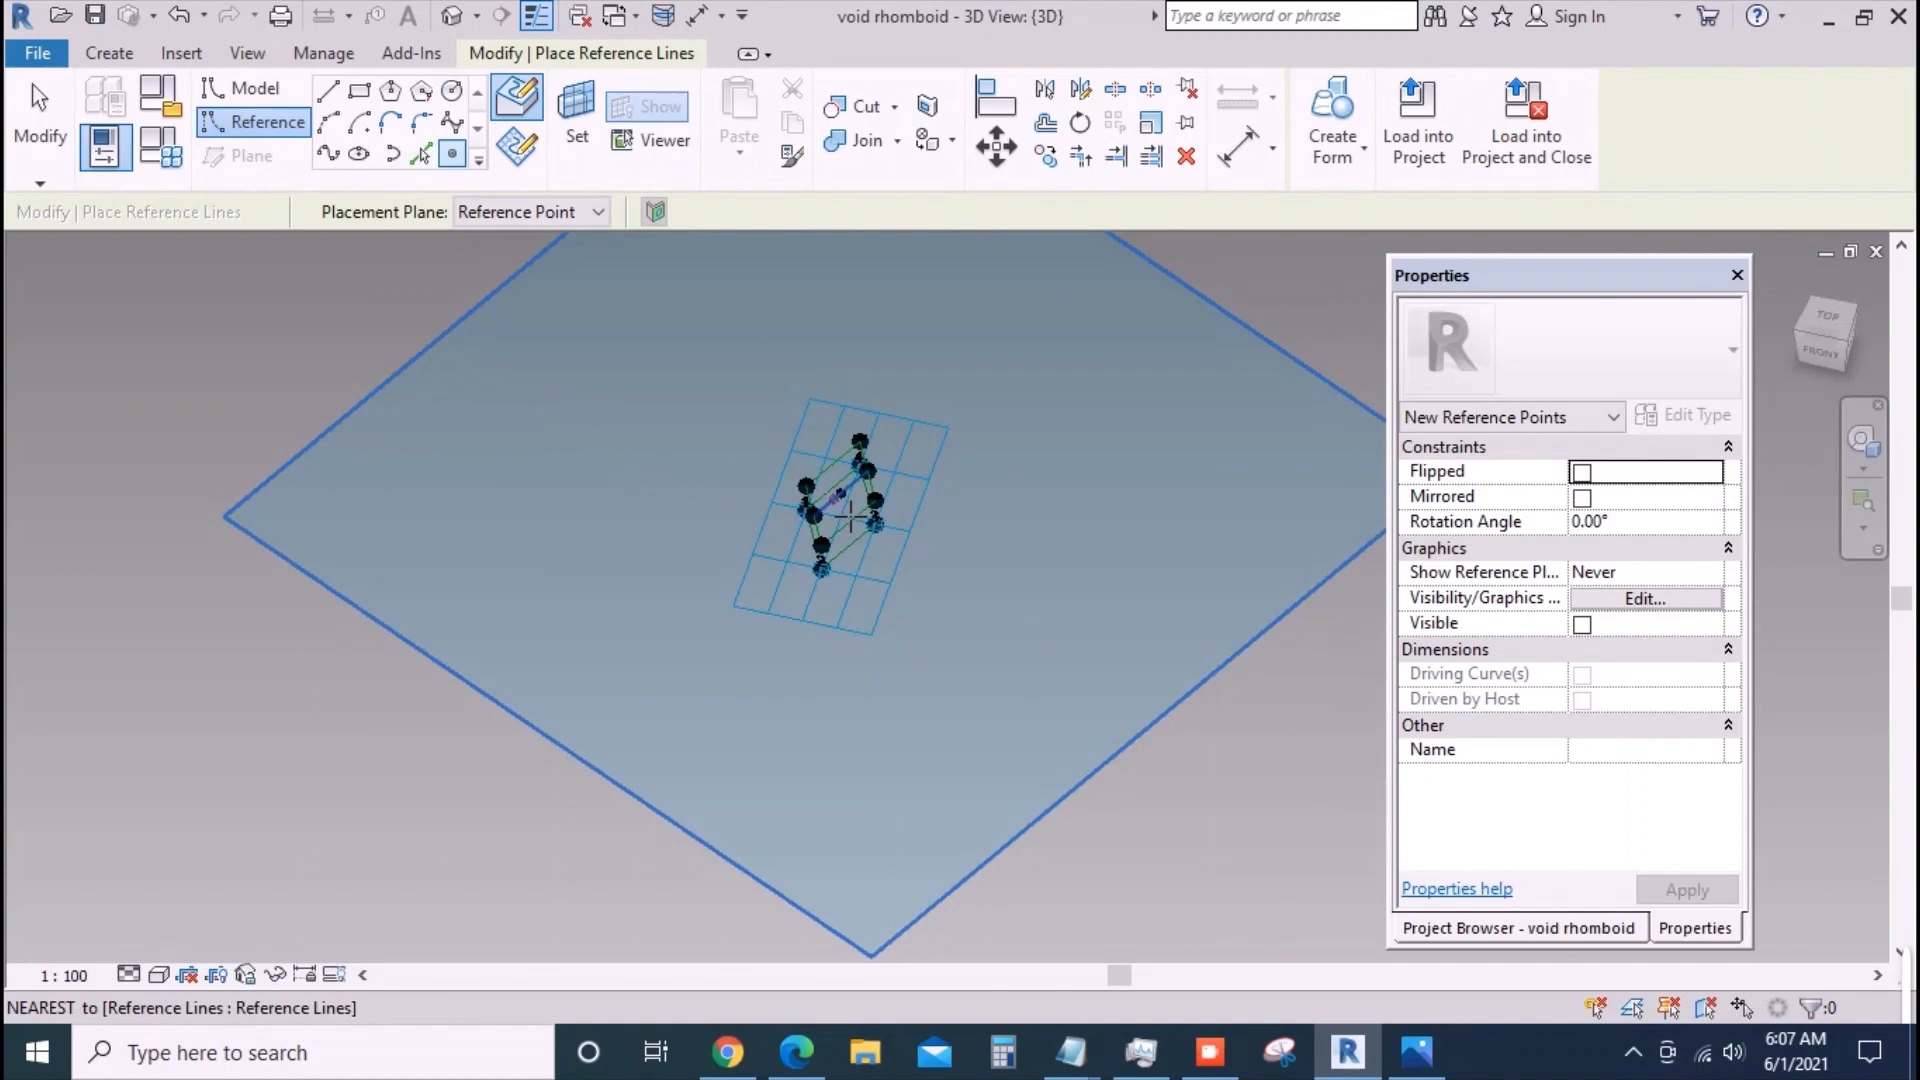 void rhomboid - 3D View: {3D}
Type a keyword or phrase
Sign In
File
Create
Insert
View
Manage
Add-Ins
Modify | Place Reference Lines
Modify
Model
Reference
Plane
Set
Show
Viewer
Paste
Cut
Join
Create Form
Load into Project
Load into Project and Close
Modify | Place Reference Lines
Placement Plane:
Reference Point
Properties
R
New Reference Points
Edit Type
Constraints
Flipped
Mirrored
Rotation Angle
0.00°
Graphics
Show Reference Pl...
Never
Visibility/Graphics ...
Edit...
Visible
Dimensions
Driving Curve(s)
Driven by Host
Other
Name
Properties help
Apply
Project Browser - void rhomboid
Properties
TOP
FRONT
1 : 100
NEAREST to [Reference Lines : Reference Lines]
:0
Type here to search
6:07 AM
6/1/2021